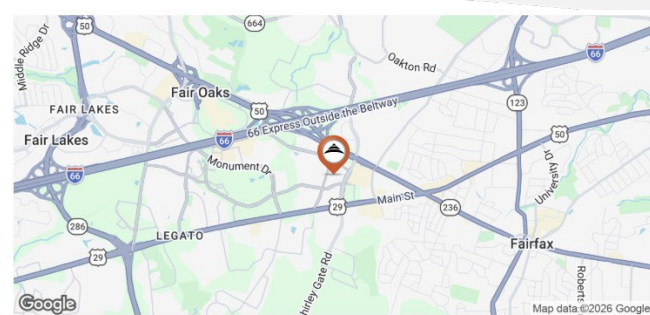 Middle Ridge Dr
50
664
Oakton Rd
66
Fair Oaks
FAIR LAKES
50
66 Express Outside the Beltway
123
50
Fair Lakes
66
66
Monument Dr
University Dr
Main St
286
29
236
LEGATO
29
Fairfax
hirley Gate Rd
Roberts
Google
Map data ©2026 Google